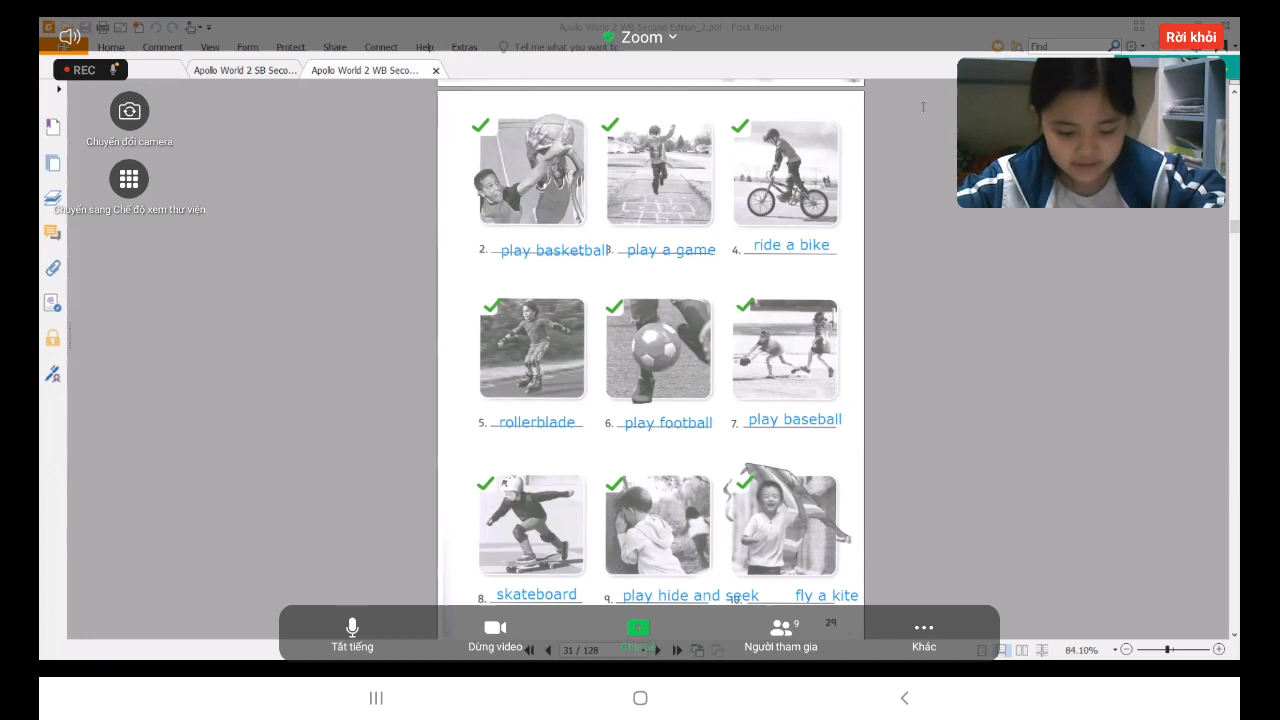 Apollo World 2 WB Second Edition_2.pdf - Foxit Reader
Zoom
Rời khỏi
File Home Comment View Form Protect Share Connect Help Extras Tell me what you want to
Find
REC
Apollo World 2 SB Seco...
Apollo World 2 WB Seco...
Chuyển đổi camera
Chuyển sang Chế độ xem thư viện
2. play basketball
3. play a game
4. ride a bike
5. rollerblade
6. play football
7. play baseball
8. skateboard
9. play hide and seek
10. fly a kite
29
Tắt tiếng
Dừng video
Người tham gia
9
Khác
31 / 128
84.10%